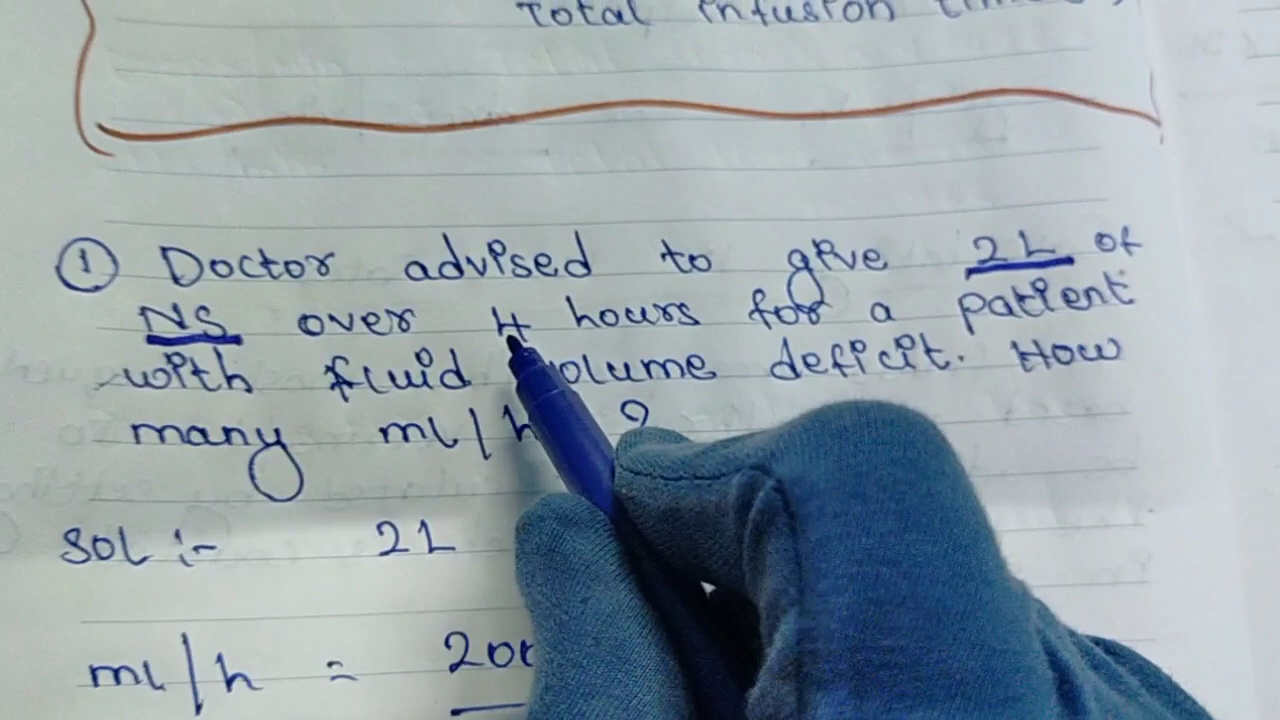 Total infusion
① Doctor advised to give 2L of
NS over 4 hours for a patient
with fluid volume deficit. How
many ml/h ?
Sol :- 2L
ml/h =